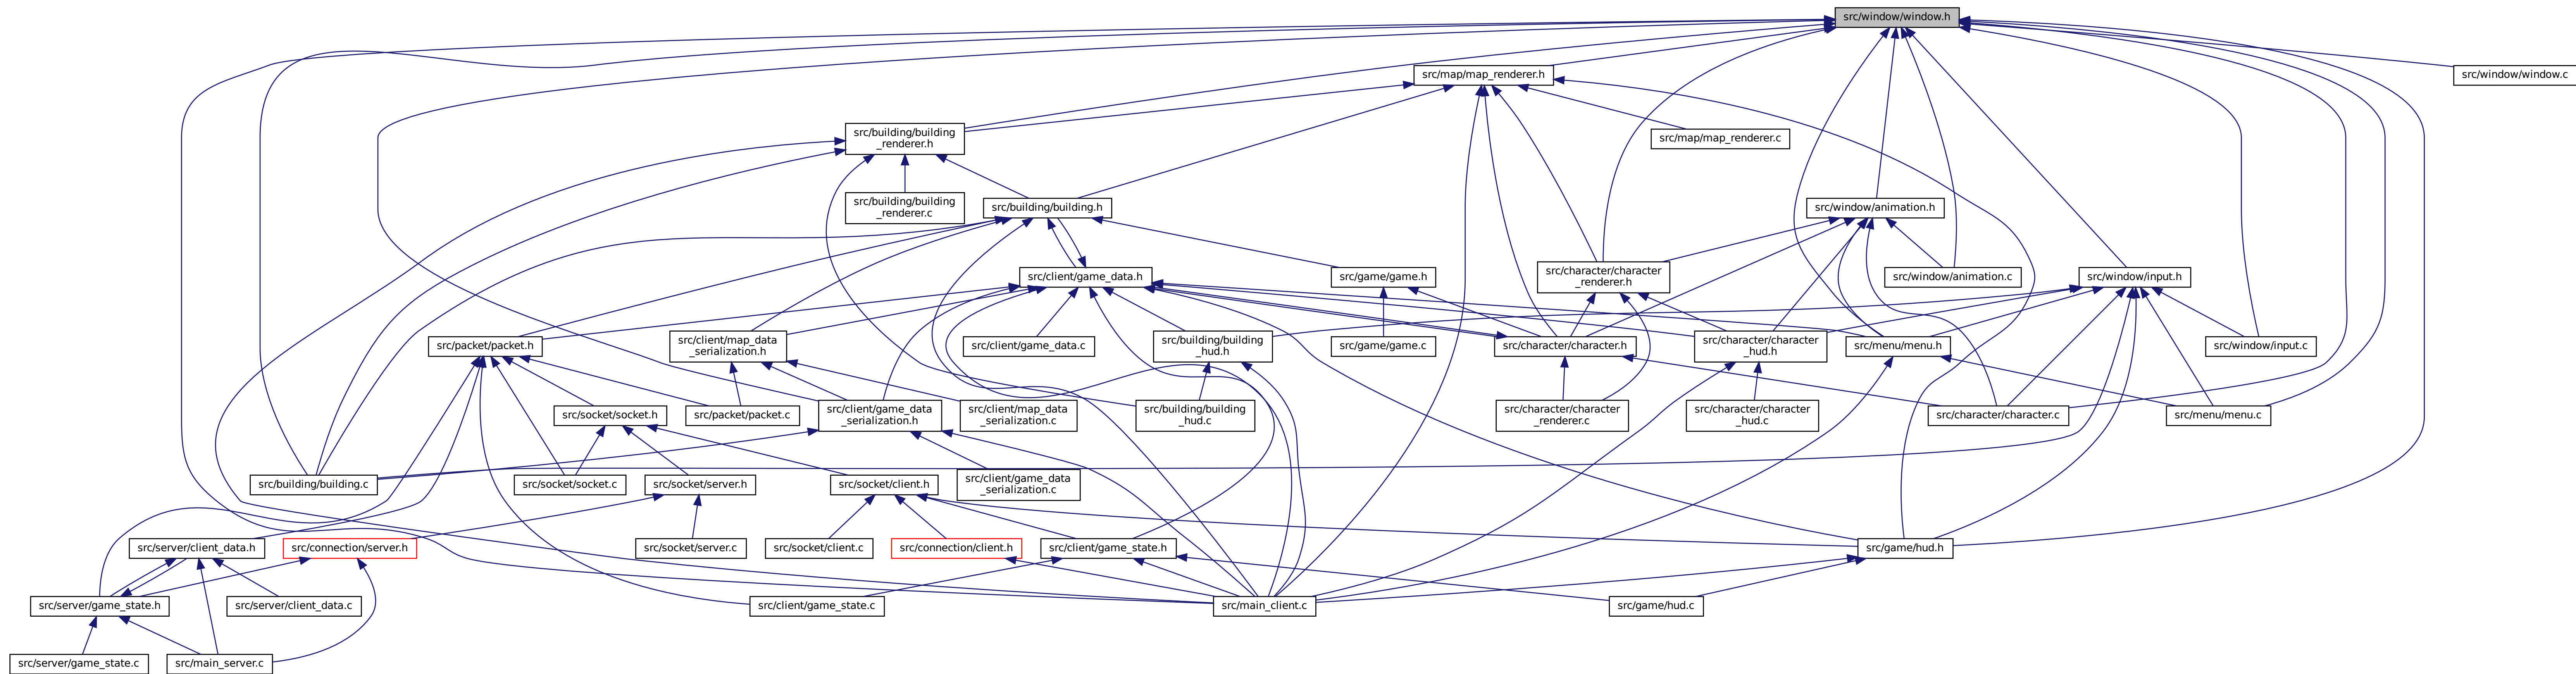 src/window/window.h
src/map/map_renderer.h
src/window/window.c
src/building/building
_renderer.h
src/map/map_renderer.c
src/building/building
_renderer.c
src/building/building.h
src/window/animation.h
src/client/game_data.h
src/game/game.h
src/character/character
_renderer.h
src/window/animation.c
src/window/input.h
src/packet/packet.h
src/client/map_data
_serialization.h
src/client/game_data.c
src/building/building
_hud.h
src/game/game.c
src/character/character.h
src/character/character
_hud.h
src/menu/menu.h
src/window/input.c
src/socket/socket.h
src/packet/packet.c
src/client/game_data
_serialization.h
src/client/map_data
_serialization.c
src/building/building
_hud.c
src/character/character
_renderer.c
src/character/character
_hud.c
src/character/character.c
src/menu/menu.c
src/building/building.c
src/socket/socket.c
src/socket/server.h
src/socket/client.h
src/client/game_data
_serialization.c
src/server/client_data.h
src/connection/server.h
src/socket/server.c
src/socket/client.c
src/connection/client.h
src/client/game_state.h
src/game/hud.h
src/server/game_state.h
src/server/client_data.c
src/client/game_state.c
src/main_client.c
src/game/hud.c
src/server/game_state.c
src/main_server.c